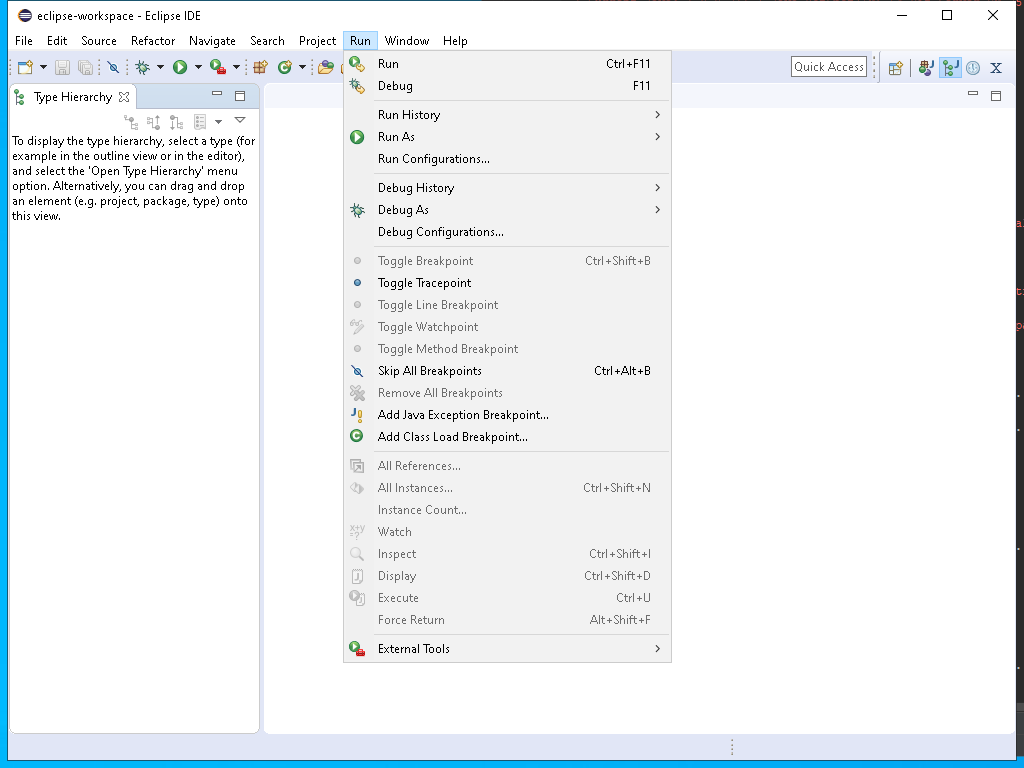 eclipse-workspace - Eclipse IDE
File Edit Source Refactor Navigate Search Project Run Window Help
Quick Access
Type Hierarchy
To display the type hierarchy, select a type (for
example in the outline view or in the editor),
and select the 'Open Type Hierarchy' menu
option. Alternatively, you can drag and drop
an element (e.g. project, package, type) onto
this view.
Run Ctrl+F11
Debug F11
Run History
Run As
Run Configurations...
Debug History
Debug As
Debug Configurations...
Toggle Breakpoint Ctrl+Shift+B
Toggle Tracepoint
Toggle Line Breakpoint
Toggle Watchpoint
Toggle Method Breakpoint
Skip All Breakpoints Ctrl+Alt+B
Remove All Breakpoints
Add Java Exception Breakpoint...
Add Class Load Breakpoint...
All References...
All Instances... Ctrl+Shift+N
Instance Count...
Watch
Inspect Ctrl+Shift+I
Display Ctrl+Shift+D
Execute Ctrl+U
Force Return Alt+Shift+F
External Tools